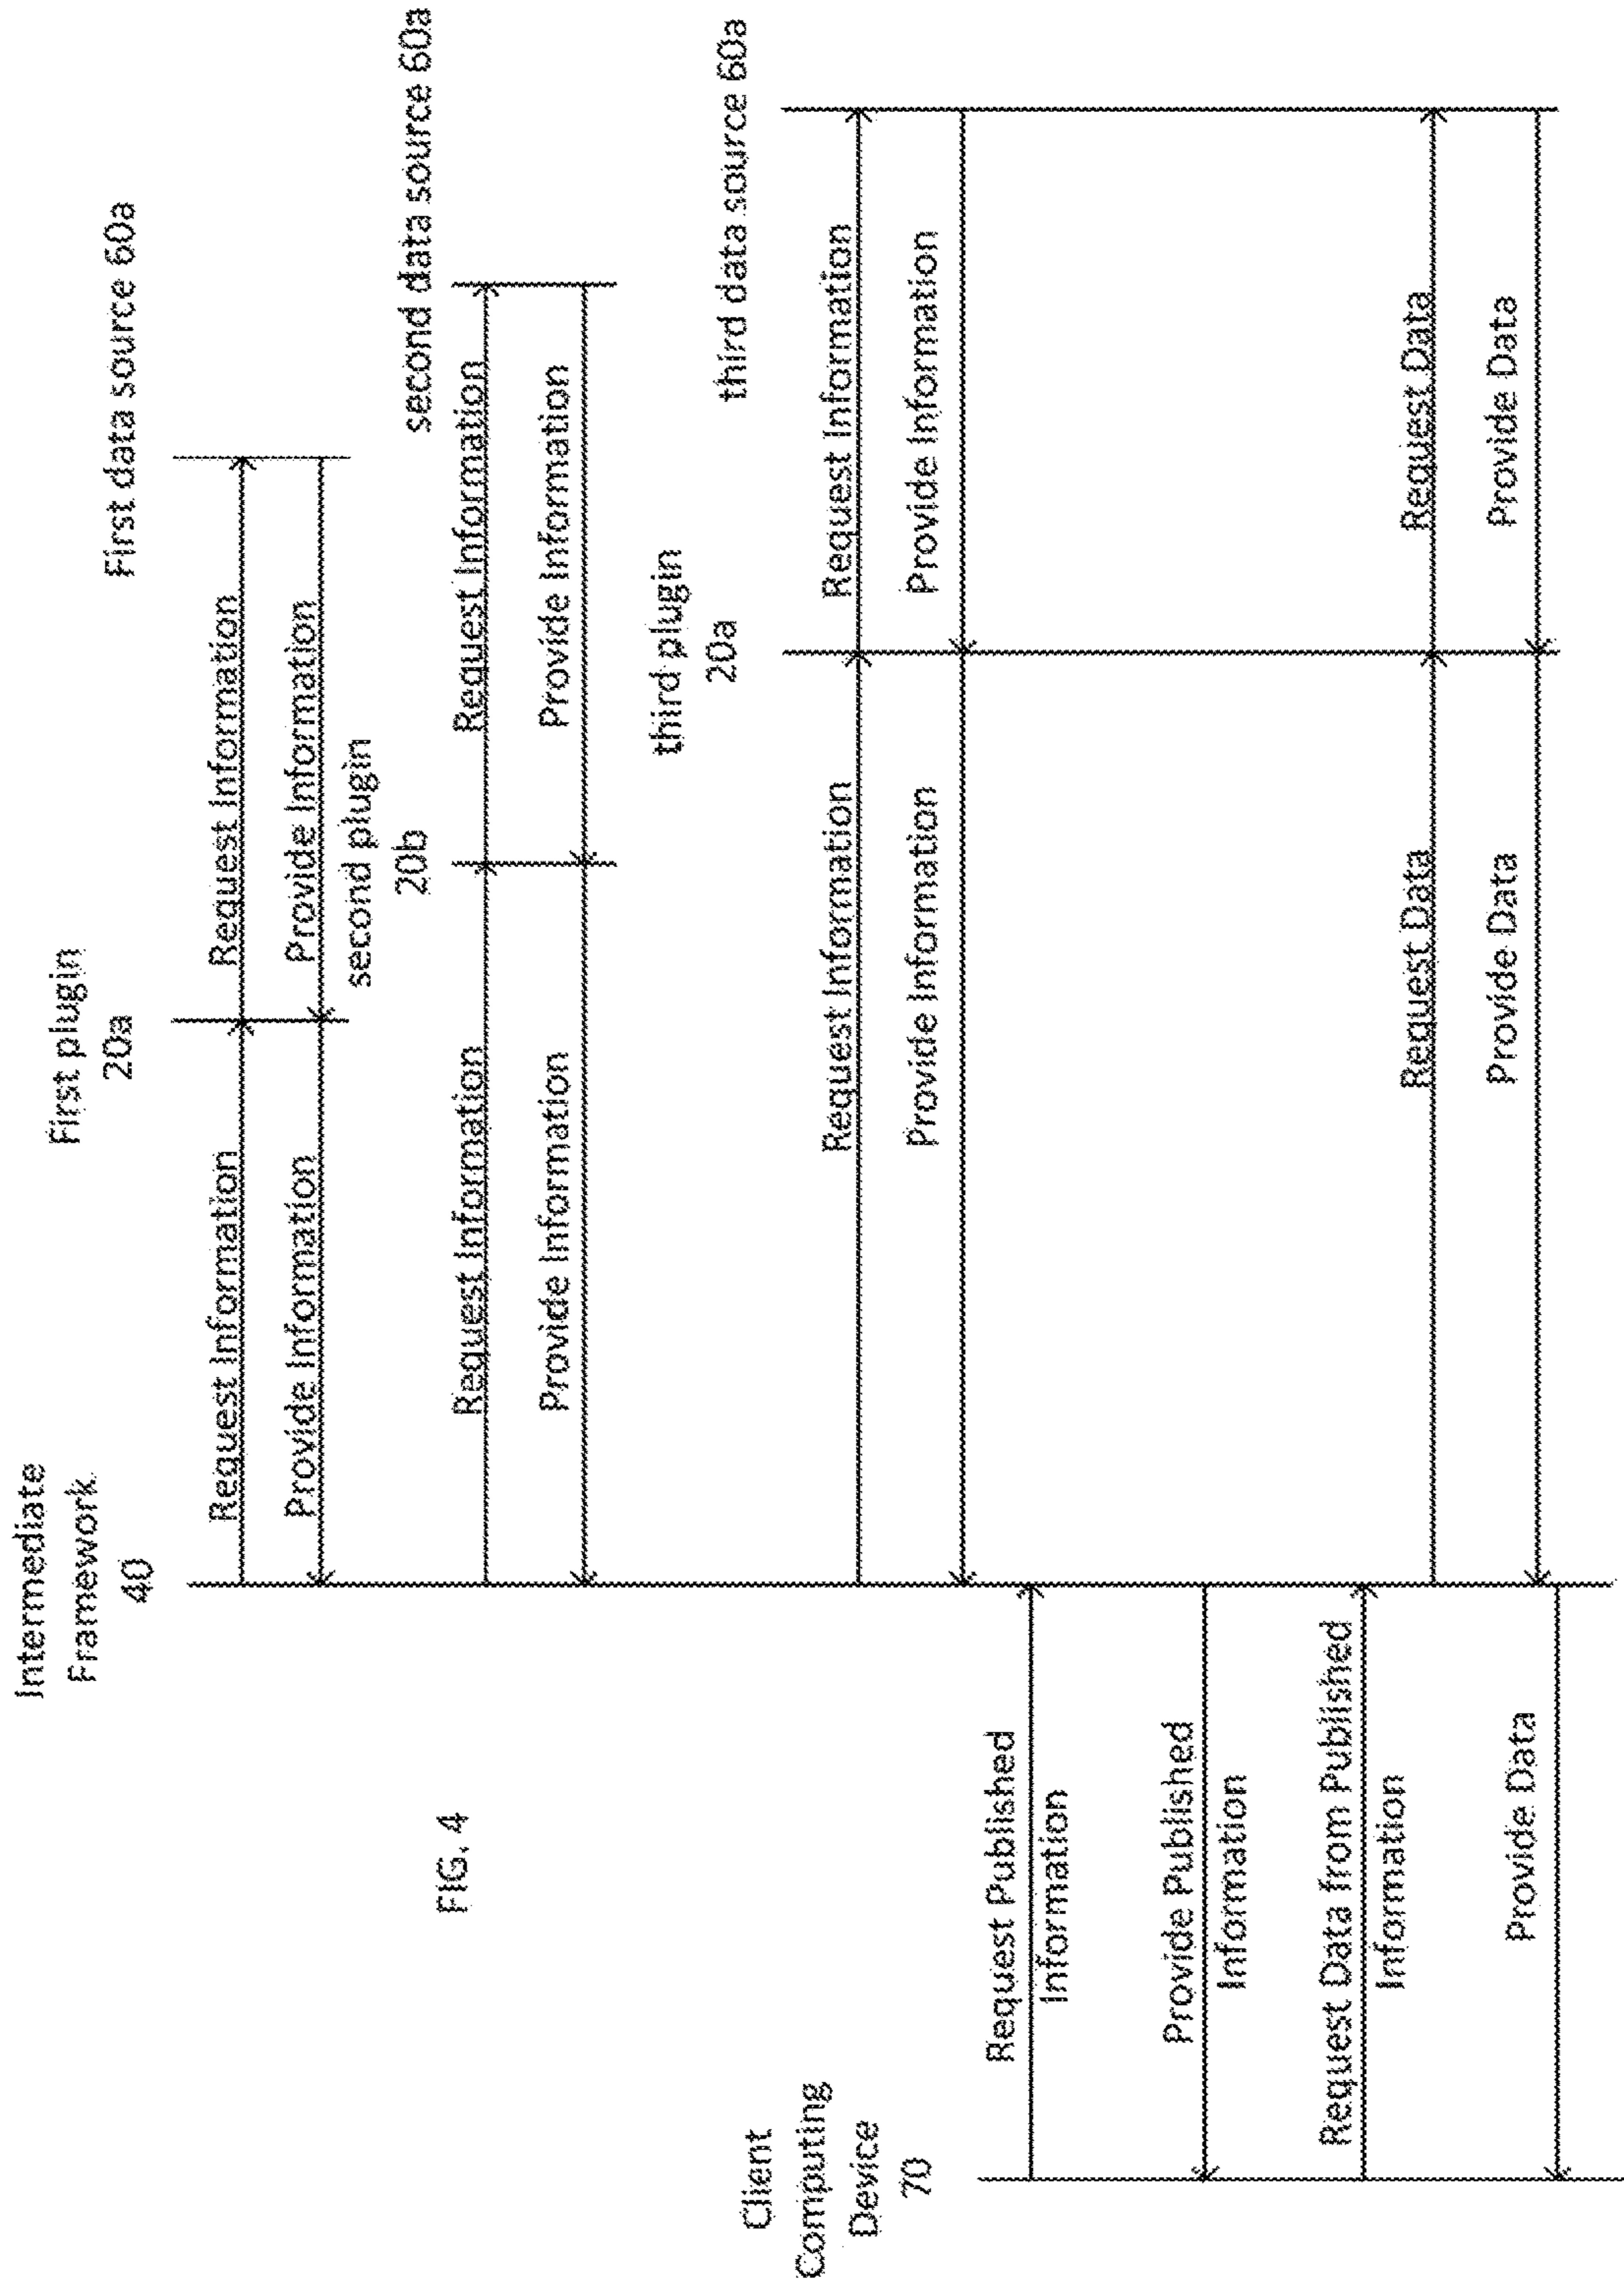 Intermediate
Framework
40
First plugin
20a
First data source 60a
Request Information
Request Information
Provide Information
Provide Information
second plugin
20b
second data source 60a
Request Information
Request Information
Provide Information
Provide Information
third plugin
20a
third data source 60a
Client
Computing
Device
70
Request Information
Request Information
Provide Information
Provide Information
FIG. 4
Request Published
Information
Provide Published
Information
Request Data from Published
Information
Request Data
Request Data
Provide Data
Provide Data
Provide Data